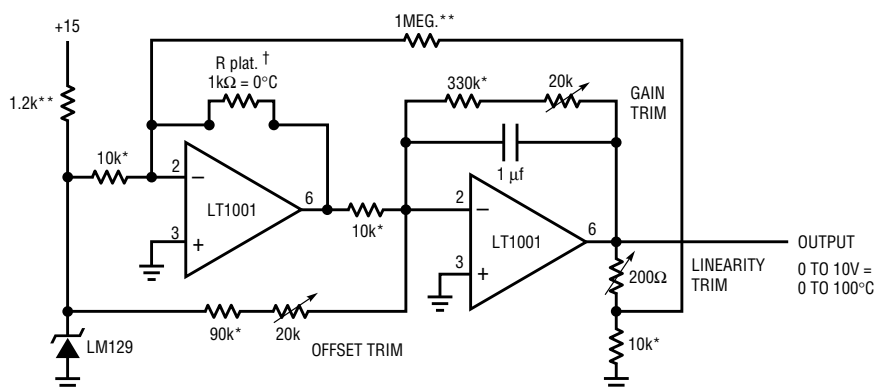 1MEG.**
+15
R plat. †
1kΩ = 0°C
330k*
20k
GAIN
TRIM
1.2k**
1 μf
10k*
2
−
LT1001
6
3
+
10k*
2
−
LT1001
6
3
+
OUTPUT
0 TO 10V =
0 TO 100°C
LINEARITY
TRIM
200Ω
90k*
20k
OFFSET TRIM
10k*
LM129